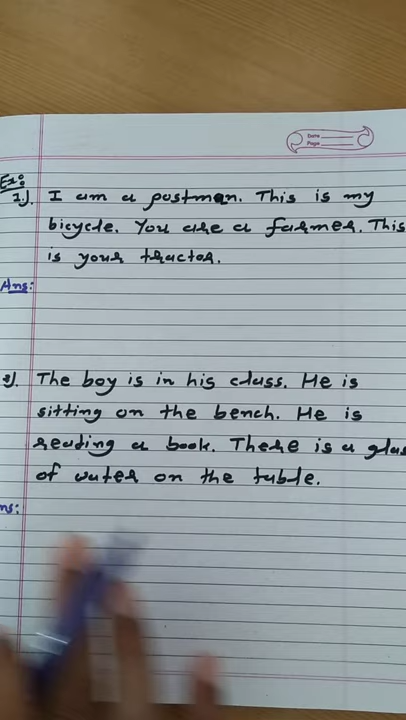 Date
Page
Ex:
1). I am a postman. This is my
bicycle. You are a farmer. This
is your tractor.
Ans:
2). The boy is in his class. He is
sitting on the bench. He is
reading a book. There is a glas
of water on the table.
ns: